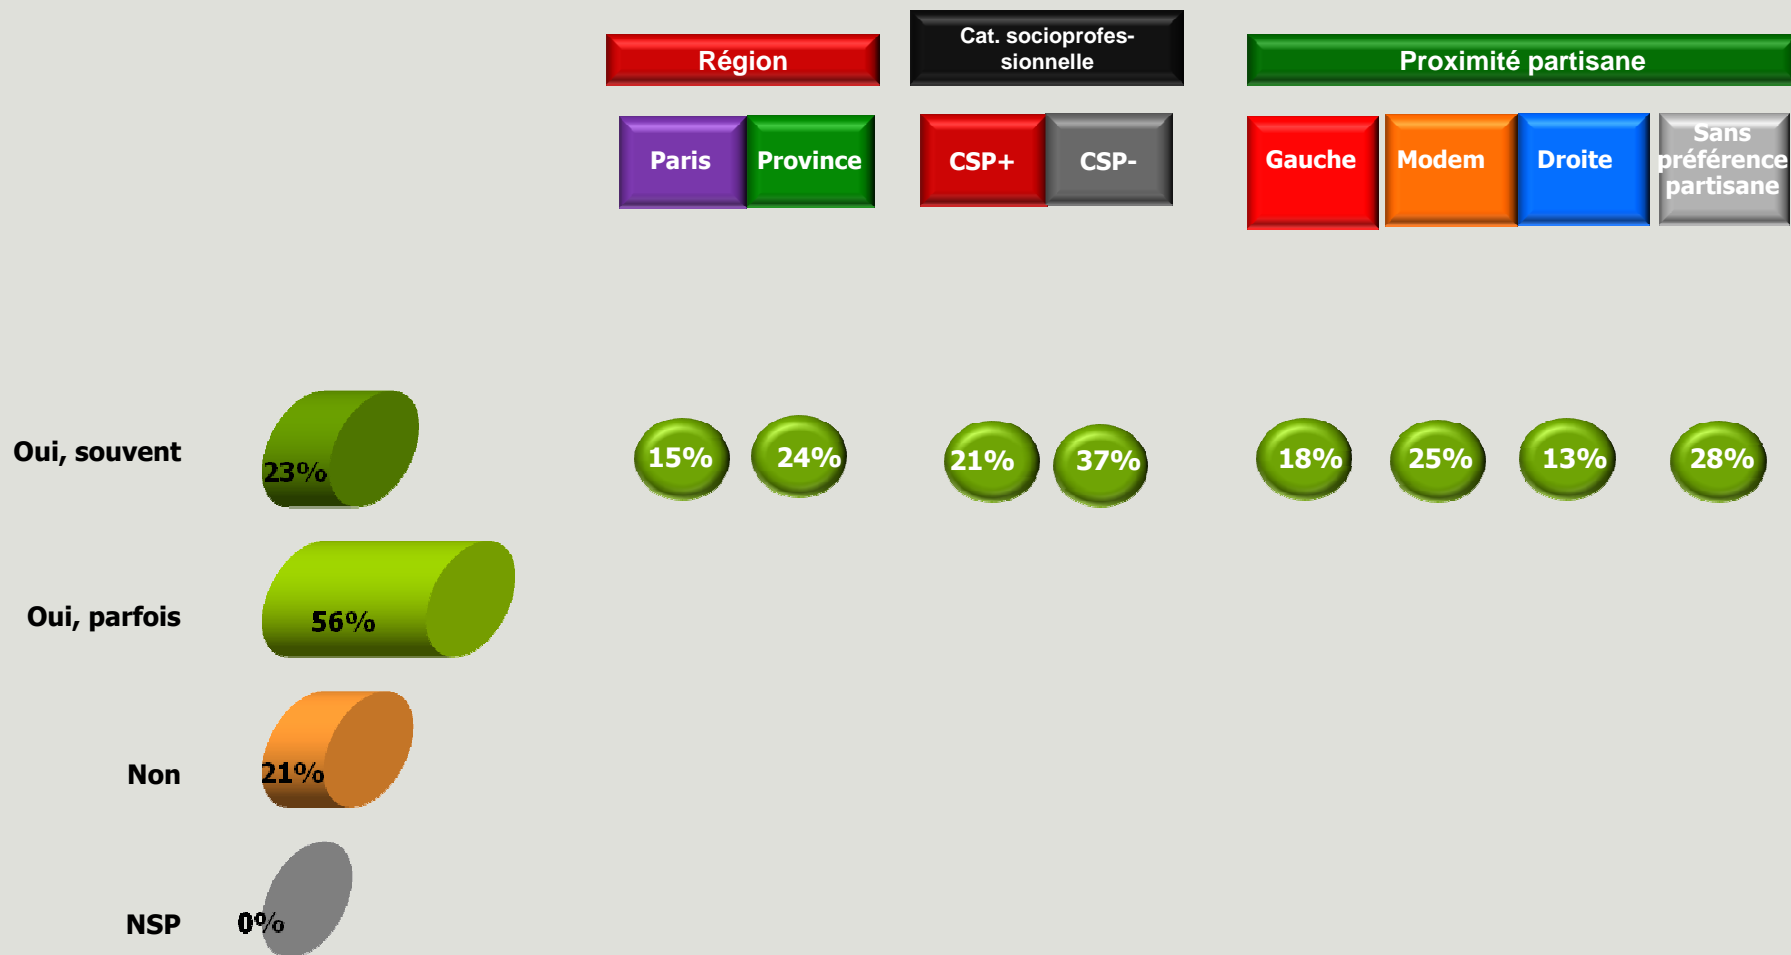 Région
Cat. socioprofes-
sionnelle
Proximité partisane
Paris
Province
CSP+
CSP-
Gauche
Modem
Droite
Sans
préférence
partisane
Oui, souvent
23%
15%
24%
21%
37%
18%
25%
13%
28%
Oui, parfois
56%
Non
21%
NSP
0%